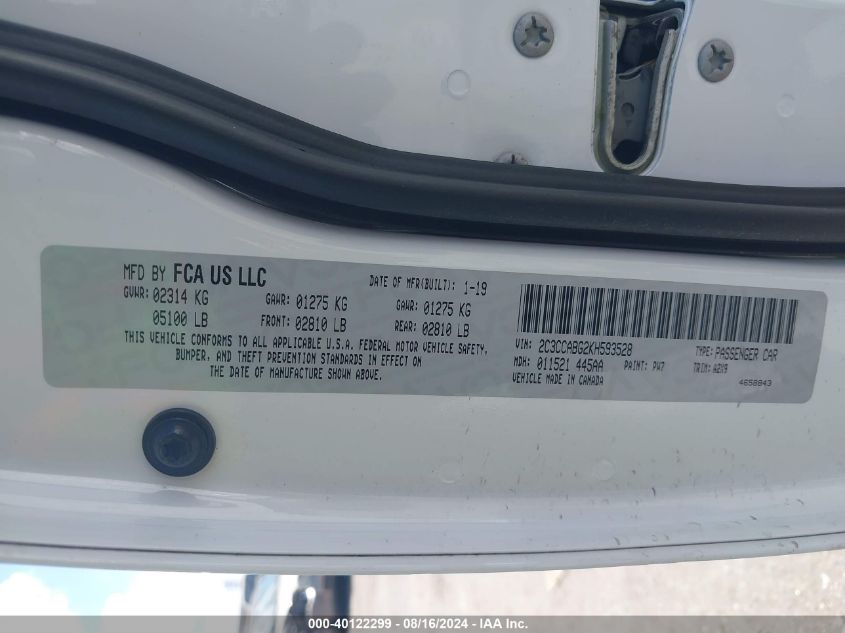 MFD BY FCA US LLC
DATE OF MFR(BUILT): 1-19
GVWR: 02314 KG
GAWR: 01275 KG
GAWR: 01275 KG
05100 LB
FRONT: 02810 LB
REAR: 02810 LB
THIS VEHICLE CONFORMS TO ALL APPLICABLE U.S.A. FEDERAL MOTOR VEHICLE SAFETY,
BUMPER, AND THEFT PREVENTION STANDARDS IN EFFECT ON
THE DATE OF MANUFACTURE SHOWN ABOVE.
VIN: 2C3CCABG2KH593528
TYPE: PASSENGER CAR
MDH: 011521 445AA
PAINT: PW7
TRIM: A2X9
VEHICLE MADE IN CANADA
4658843
000-40122299 - 08/16/2024 - IAA Inc.